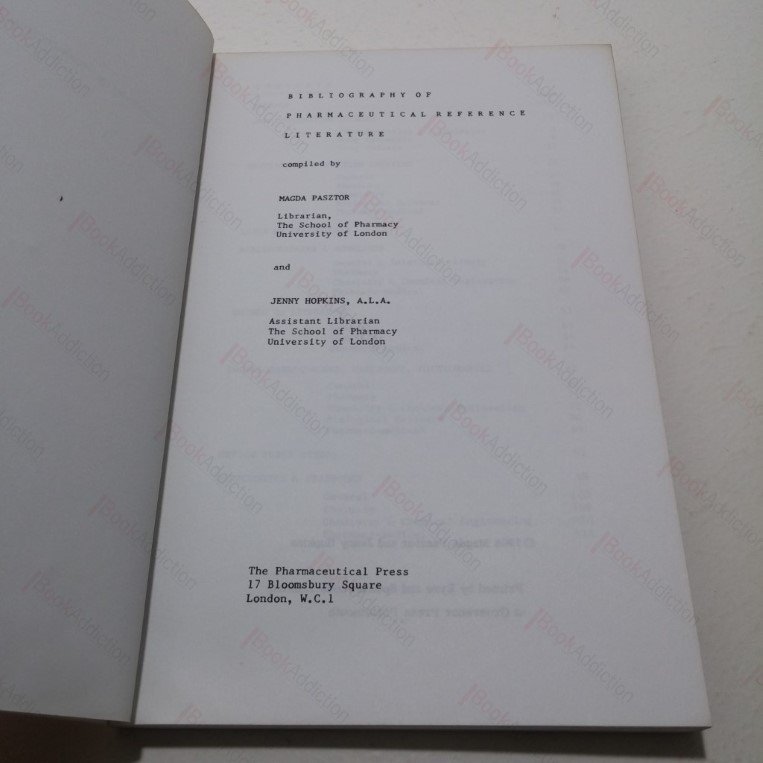 BIBLIOGRAPHY OF
PHARMACEUTICAL REFERENCE
LITERATURE
compiled by
MAGDA PASZTOR
Librarian,
The School of Pharmacy
University of London
and
JENNY HOPKINS, A.L.A.
Assistant Librarian
The School of Pharmacy
University of London
The Pharmaceutical Press
17 Bloomsbury Square
London, W.C.1
BookAddiction